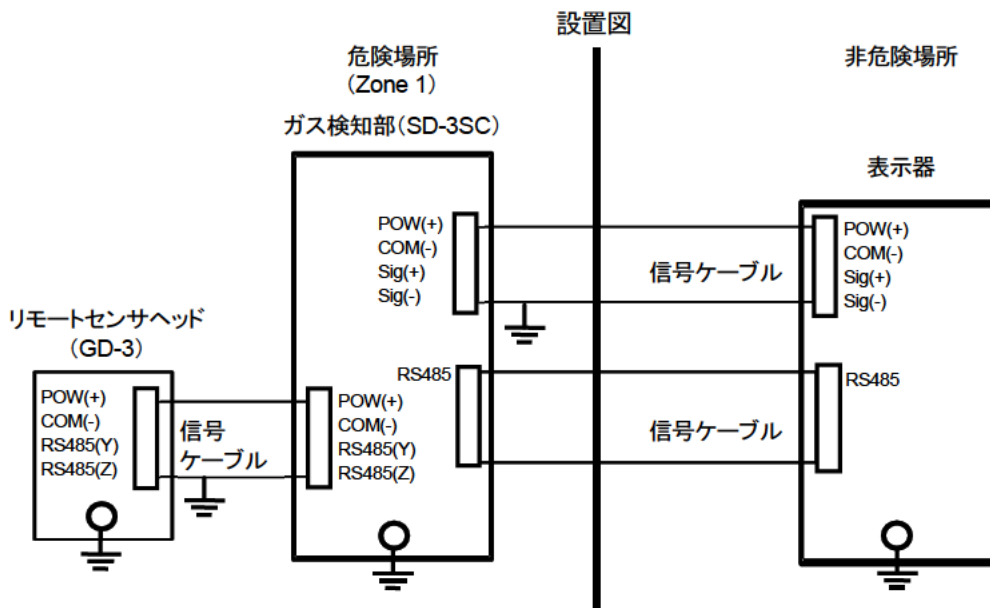 設置図
危険場所
(Zone 1)
非危険場所
ガス検知部(SD-3SC)
表示器
POW(+)
COM(-)
Sig(+)
Sig(-)
信号ケーブル
POW(+)
COM(-)
Sig(+)
Sig(-)
リモートセンサヘッド
(GD-3)
RS485
信号ケーブル
RS485
POW(+)
COM(-)
RS485(Y)
RS485(Z)
信号
ケーブル
POW(+)
COM(-)
RS485(Y)
RS485(Z)